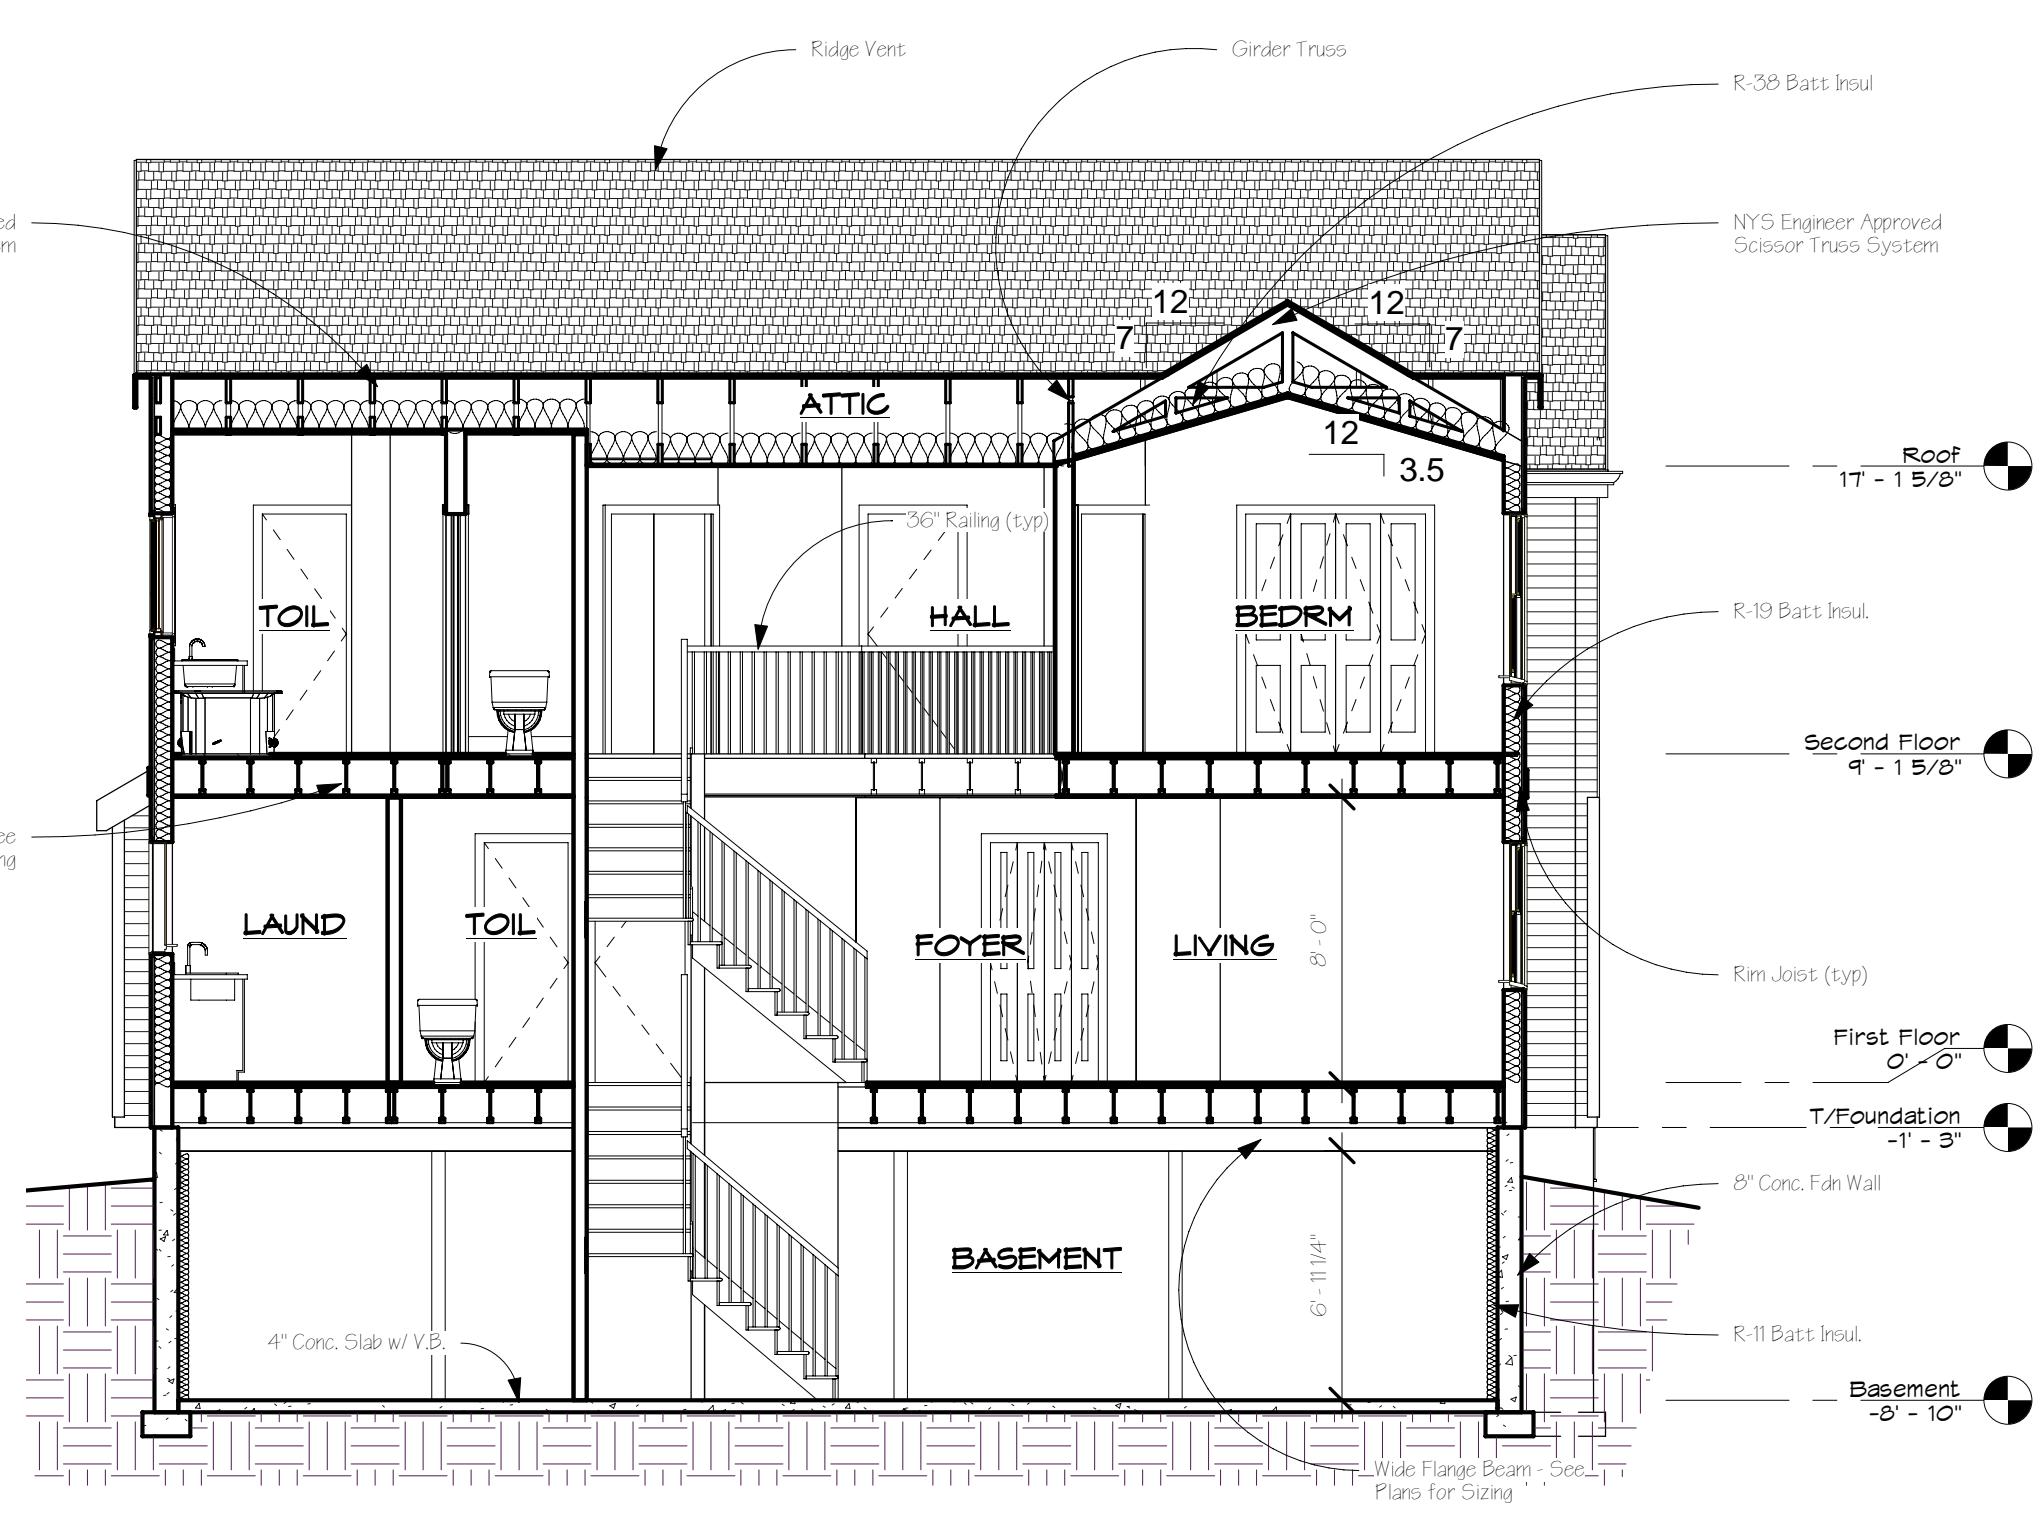 Ridge Vent
Girder Truss
R-38 Batt Insul
ed
m
NYS Engineer Approved
Scissor Truss System
12
12
7
7
ATTIC
12
3.5
Roof
17' - 1 5/8"
36" Railing (typ)
TOIL
HALL
BEDRM
R-19 Batt Insul.
Second Floor
9' - 1 5/8"
ee
ng
LAUND
TOIL
FOYER
LIVING
8' - 0"
Rim Joist (typ)
First Floor
0' - 0"
T/Foundation
-1' - 3"
8" Conc. Fdn Wall
BASEMENT
6' - 11 1/4"
4" Conc. Slab w/ V.B.
R-11 Batt Insul.
Basement
-8' - 10"
Wide Flange Beam - See
Plans for Sizing